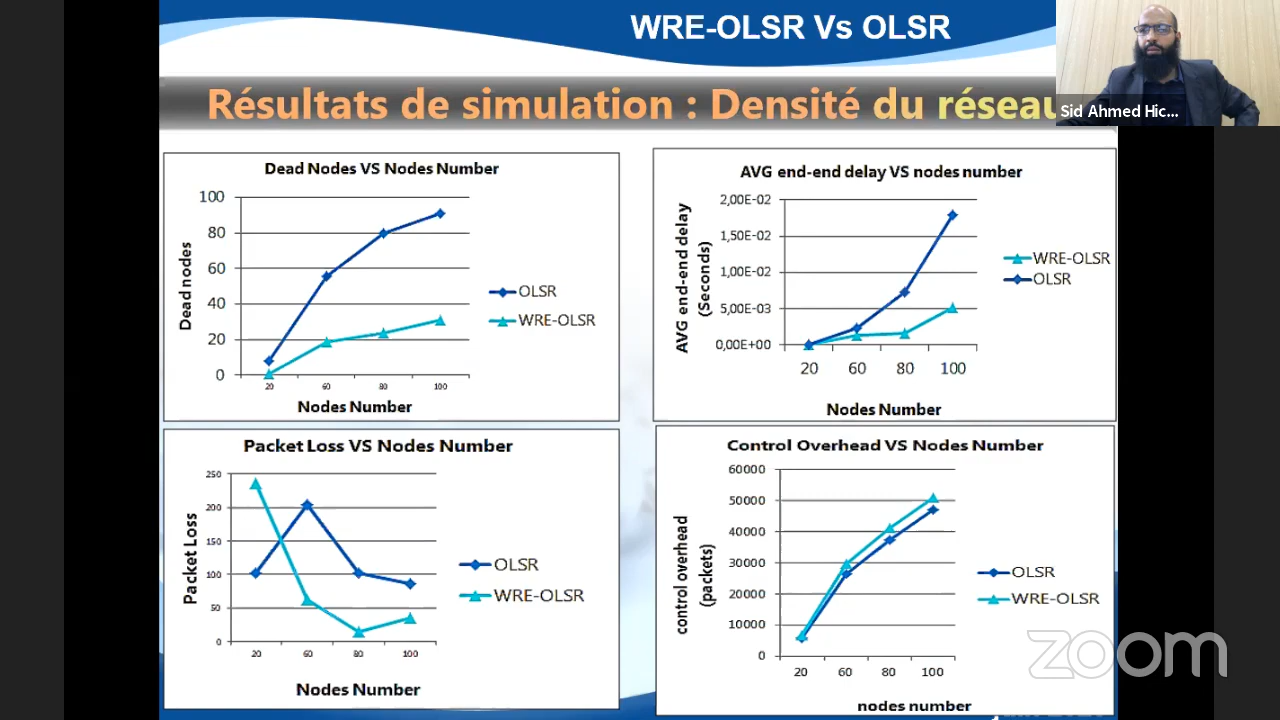 WRE-OLSR Vs OLSR
Résultats de simulation : Densité du réseau
Sid Ahmed Hic...
Dead Nodes VS Nodes Number
100
80
60
40
20
0
Dead nodes
20 60 80 100
Nodes Number
OLSR
WRE-OLSR
AVG end-end delay VS nodes number
2,00E-02
1,50E-02
1,00E-02
5,00E-03
0,00E+00
AVG end-end delay
(Seconds)
20 60 80 100
Nodes Number
WRE-OLSR
OLSR
Packet Loss VS Nodes Number
250
200
150
100
50
0
Packet Loss
20 60 80 100
Nodes Number
OLSR
WRE-OLSR
Control Overhead VS Nodes Number
60000
50000
40000
30000
20000
10000
0
control overhead
(packets)
20 60 80 100
nodes number
OLSR
WRE-OLSR
zoom